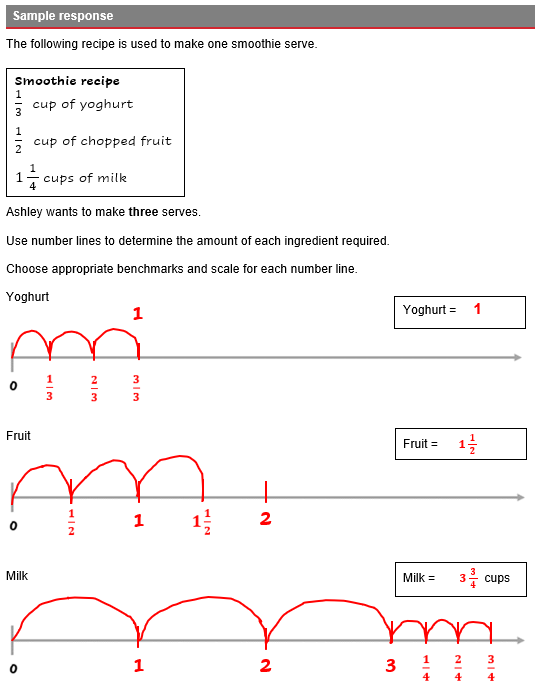 Sample response
The following recipe is used to make one smoothie serve.
Smoothie recipe
1/3 cup of yoghurt
1/2 cup of chopped fruit
1 1/4 cups of milk
Ashley wants to make three serves.
Use number lines to determine the amount of each ingredient required.
Choose appropriate benchmarks and scale for each number line.
Yoghurt
1
Yoghurt = 1
0 1/3 2/3 3/3
Fruit
Fruit = 1 1/2
0 1/2 1 1 1/2 2
Milk
Milk = 3 3/4 cups
0 1 2 3 1/4 2/4 3/4